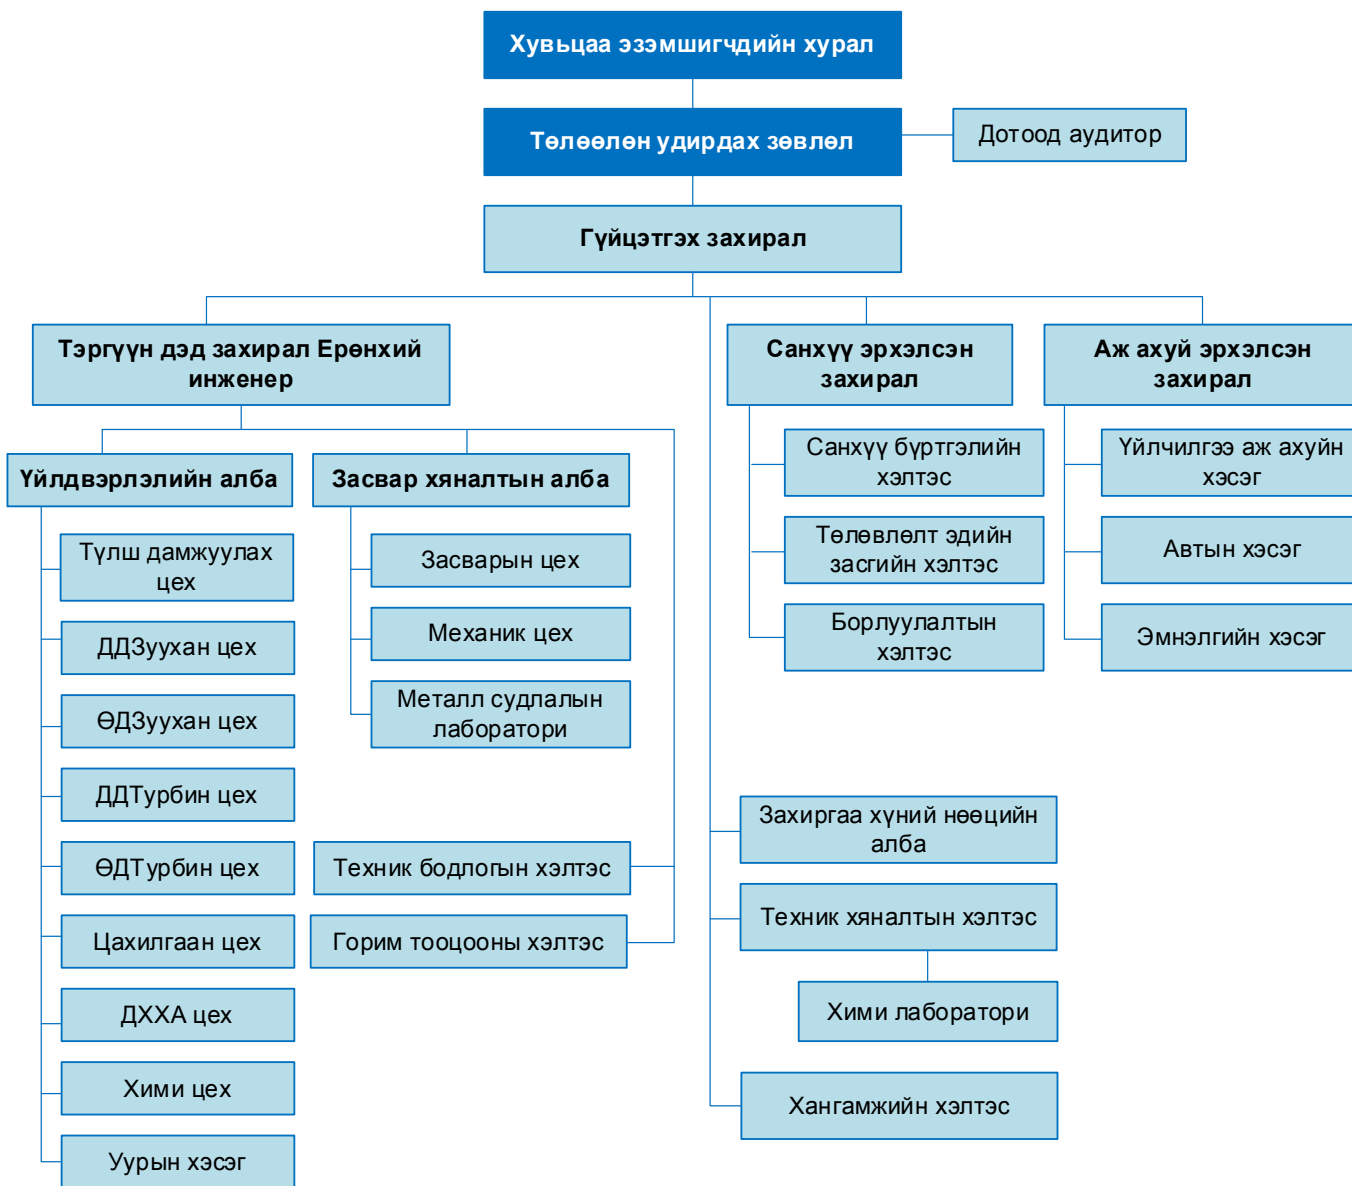 Хувьцаа эзэмшигчдийн хурал
Төлөөлөн удирдах зөвлөл
Дотоод аудитор
Гүйцэтгэх захирал
Тэргүүн дэд захирал Ерөнхий
инженер
Санхүү эрхэлсэн
захирал
Аж ахуй эрхэлсэн
захирал
Үйлдвэрлэлийн алба
Түлш дамжуулах
цех
ДДЗуухан цех
ӨДЗуухан цех
ДДТурбин цех
ӨДТурбин цех
Цахилгаан цех
ДХХА цех
Хими цех
Уурын хэсэг
Засвар хяналтын алба
Засварын цех
Механик цех
Металл судлалын
лаборатори
Техник бодлогын хэлтэс
Горим тооцооны хэлтэс
Санхүү бүртгэлийн
хэлтэс
Төлөвлөлт эдийн
засгийн хэлтэс
Борлуулалтын
хэлтэс
Үйлчилгээ аж ахуйн
хэсэг
Автын хэсэг
Эмнэлгийн хэсэг
Захиргаа хүний нөөцийн
алба
Техник хяналтын хэлтэс
Хими лаборатори
Хангамжийн хэлтэс